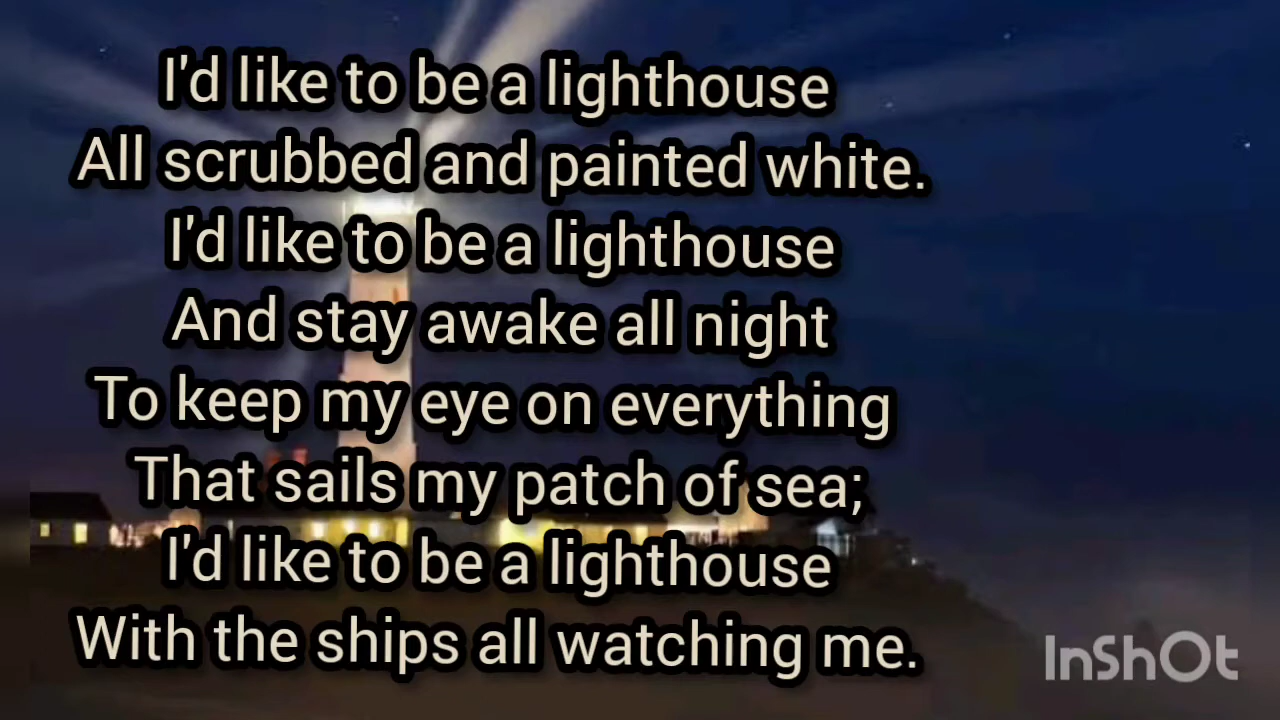 I'd like to be a lighthouse
All scrubbed and painted white.
I'd like to be a lighthouse
And stay awake all night
To keep my eye on everything
That sails my patch of sea;
I'd like to be a lighthouse
With the ships all watching me.
InShOt